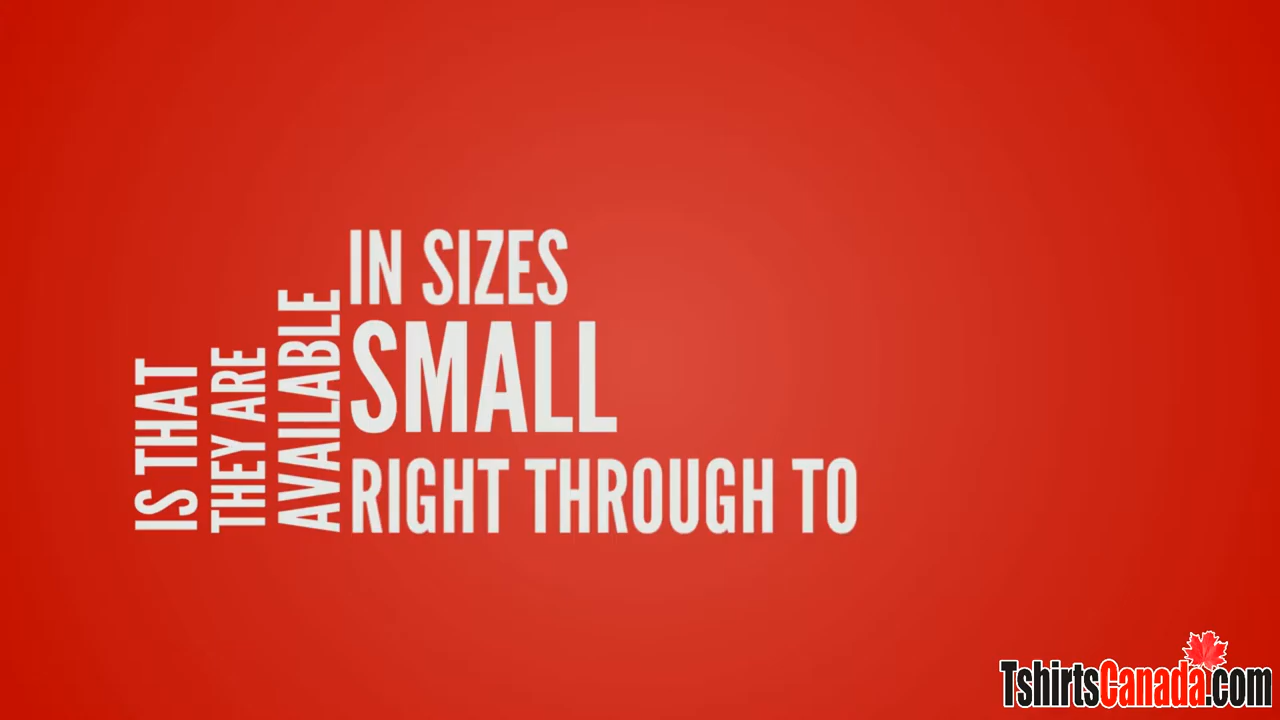 IS THAT
THEY ARE
AVAILABLE
IN SIZES
SMALL
RIGHT THROUGH TO
TshirtsCanada.com